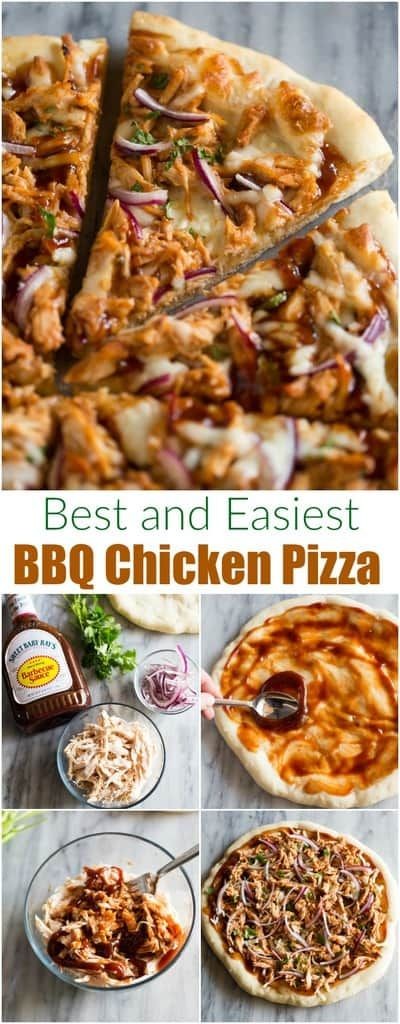 Best and Easiest
BBQ Chicken Pizza
SWEET BABY RAY'S
Barbecue
Sauce